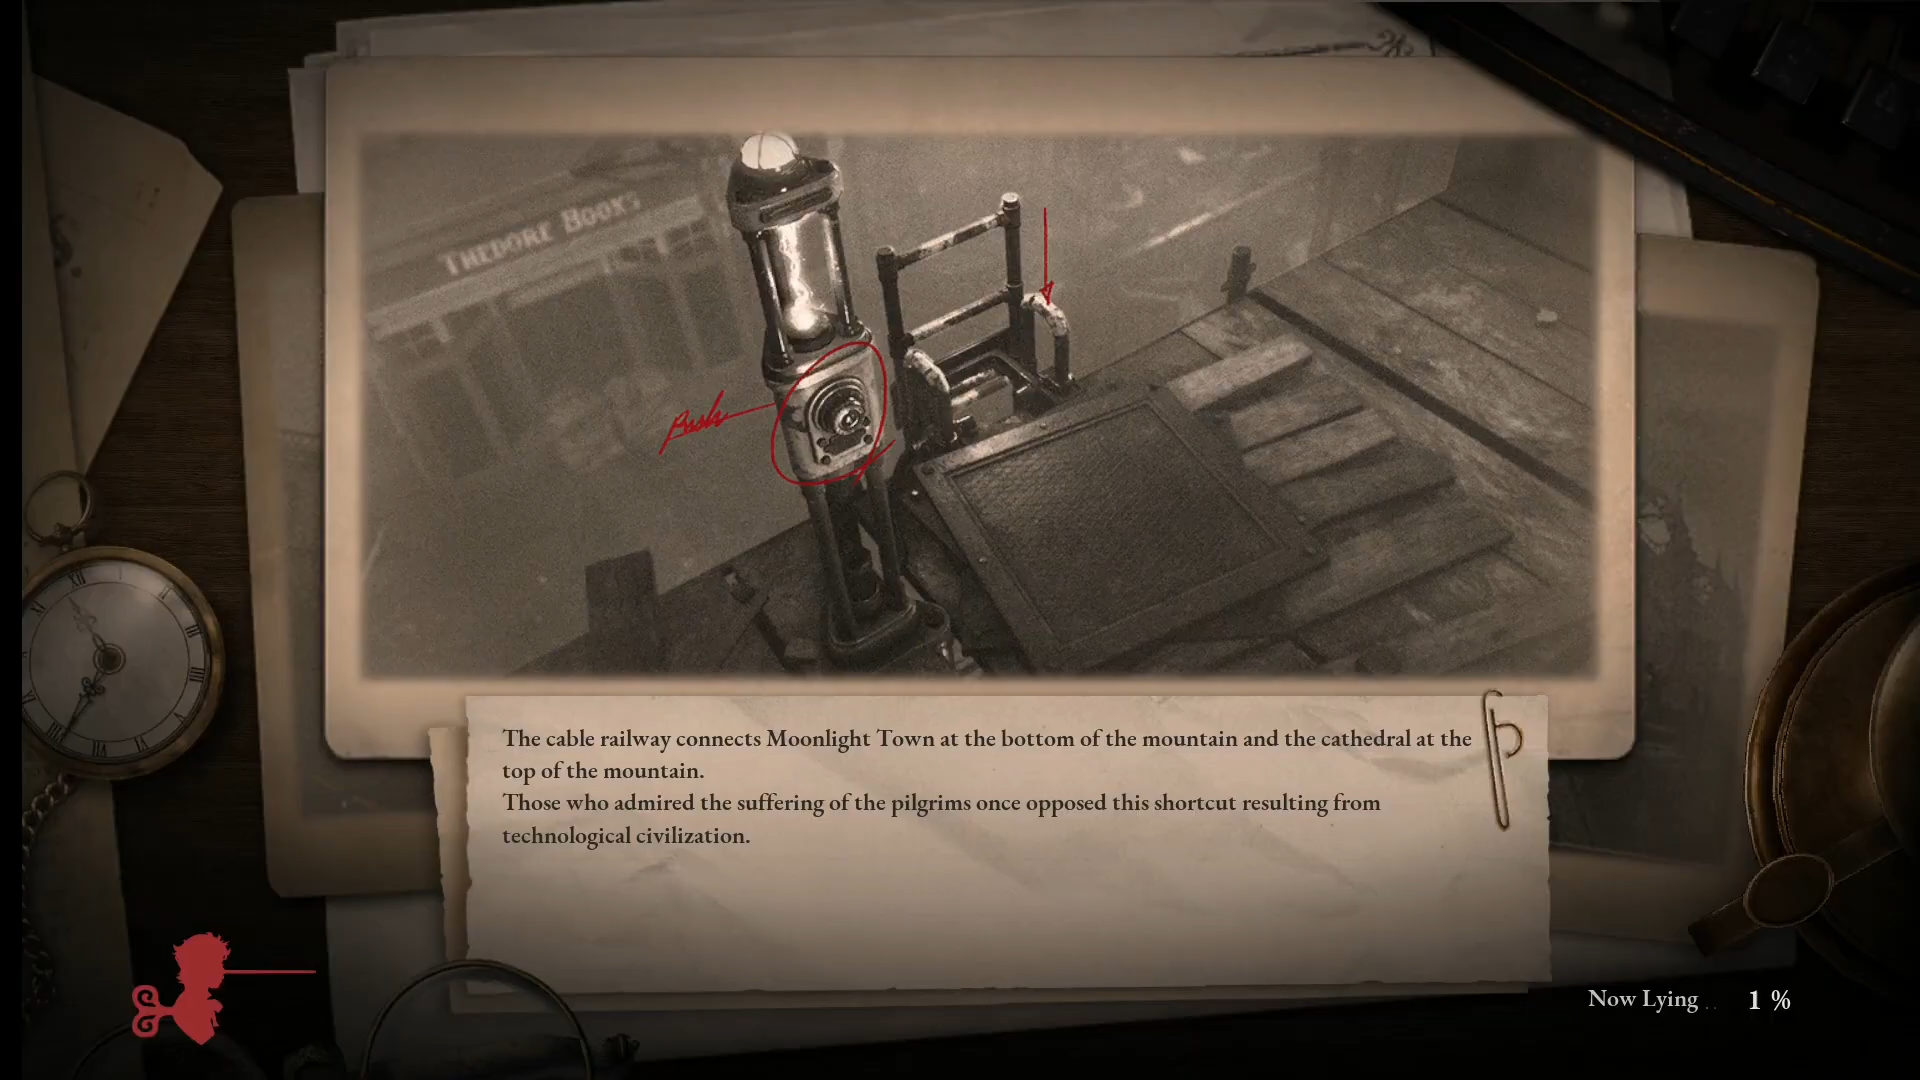 THEDORE BOOKS
Push
The cable railway connects Moonlight Town at the bottom of the mountain and the cathedral at the
top of the mountain.
Those who admired the suffering of the pilgrims once opposed this shortcut resulting from
technological civilization.
Now Lying .. 1 %